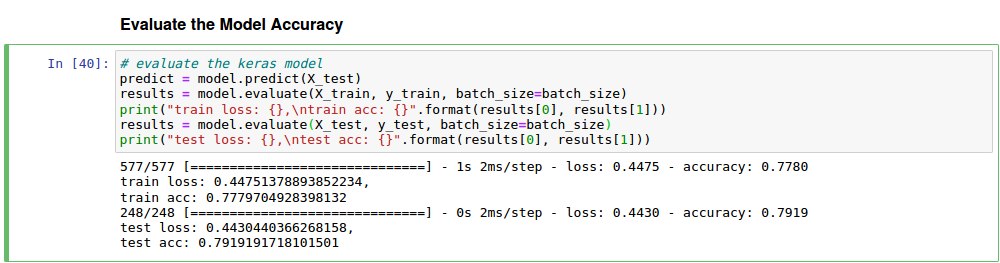 Evaluate the Model Accuracy
In [40]: # evaluate the keras model
predict = model.predict(X_test)
results = model.evaluate(X_train, y_train, batch_size=batch_size)
print("train loss: {},\ntrain acc: {}".format(results[0], results[1]))
results = model.evaluate(X_test, y_test, batch_size=batch_size)
print("test loss: {},\ntest acc: {}".format(results[0], results[1]))
577/577 [==============================] - 1s 2ms/step - loss: 0.4475 - accuracy: 0.7780
train loss: 0.44751378893852234,
train acc: 0.7779704928398132
248/248 [==============================] - 0s 2ms/step - loss: 0.4430 - accuracy: 0.7919
test loss: 0.4430440366268158,
test acc: 0.7919191718101501